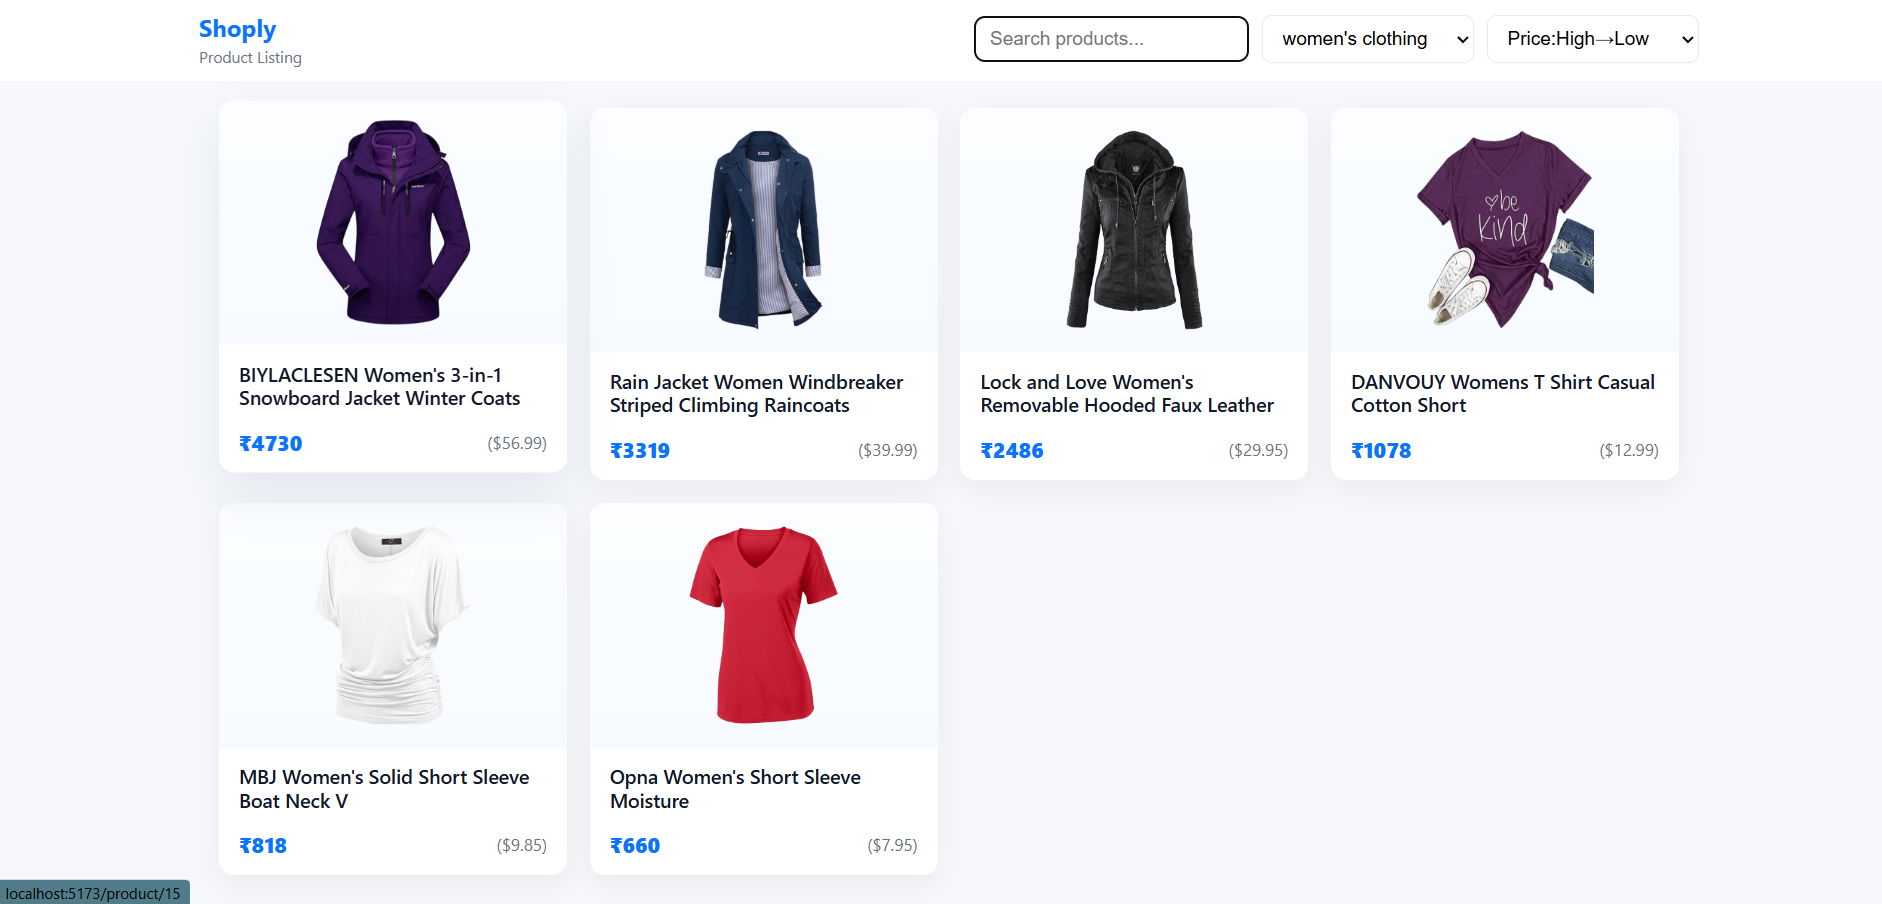 Shoply
Product Listing
Search products...
women's clothing
Price:High→Low
BIYLACLESEN Women's 3-in-1
Snowboard Jacket Winter Coats
₹4730
($56.99)
Rain Jacket Women Windbreaker
Striped Climbing Raincoats
₹3319
($39.99)
Lock and Love Women's
Removable Hooded Faux Leather
₹2486
($29.95)
be
kind
DANVOUY Womens T Shirt Casual
Cotton Short
₹1078
($12.99)
MBJ Women's Solid Short Sleeve
Boat Neck V
₹818
($9.85)
Opna Women's Short Sleeve
Moisture
₹660
($7.95)
localhost:5173/product/15